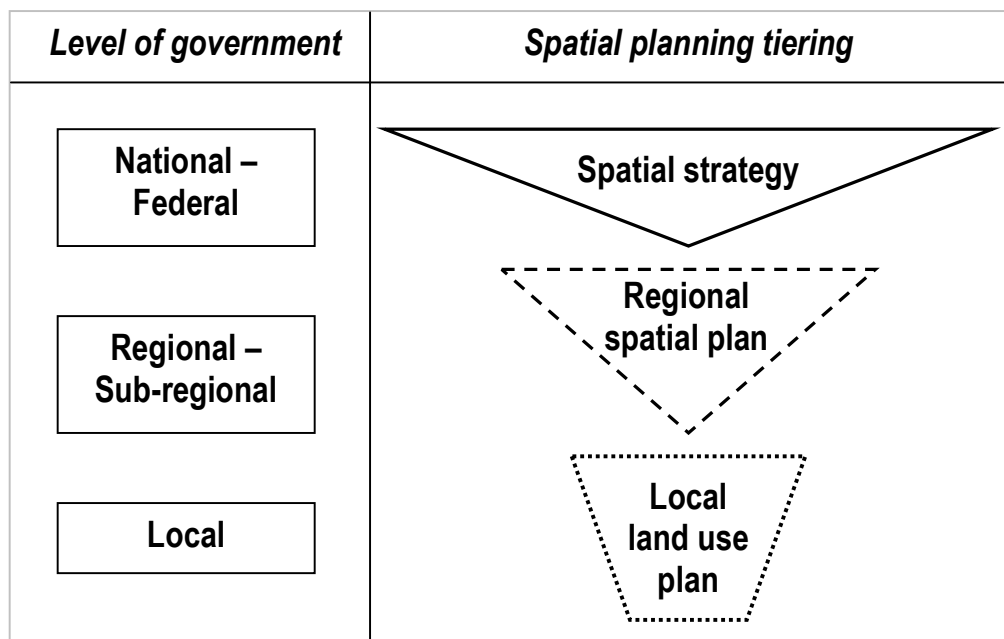 Level of government
Spatial planning tiering
National –
Federal
Spatial strategy
Regional –
Sub-regional
Regional
spatial plan
Local
Local
land use
plan